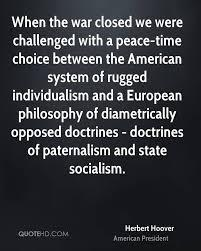 When the war closed we were
challenged with a peace-time
choice between the American
system of rugged
individualism and a European
philosophy of diametrically
opposed doctrines - doctrines
of paternalism and state
socialism.
Herbert Hoover
American President
QUOTEHD.COM